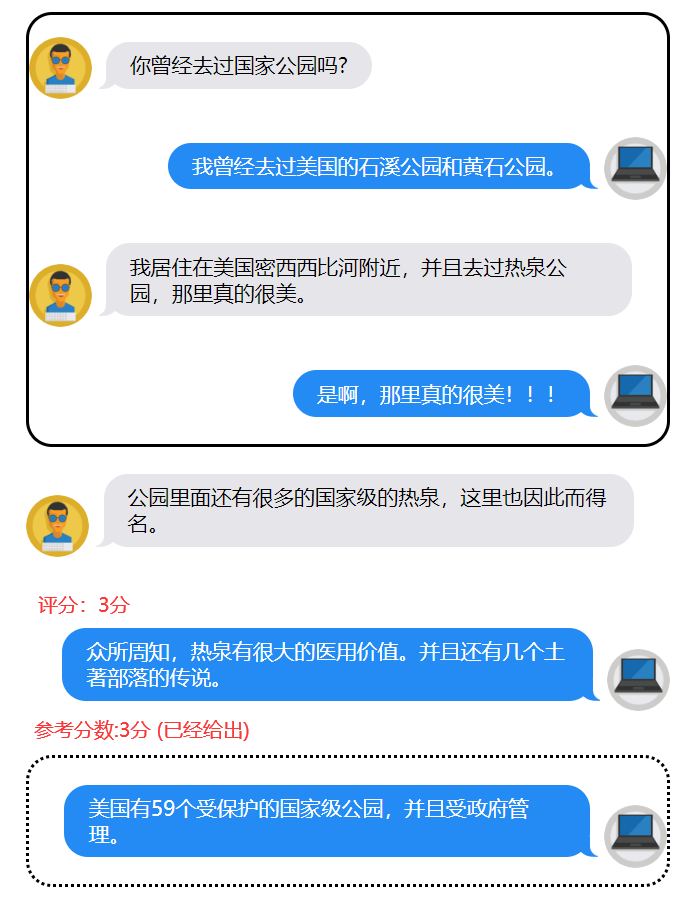 你曾经去过国家公园吗?
我曾经去过美国的石溪公园和黄石公园。
我居住在美国密西西比河附近，并且去过热泉公
园，那里真的很美。
是啊，那里真的很美！！！
公园里面还有很多的国家级的热泉，这里也因此而得
名。
评分：3分
众所周知，热泉有很大的医用价值。并且还有几个土
著部落的传说。
参考分数:3分 (已经给出)
美国有59个受保护的国家级公园，并且受政府管
理。